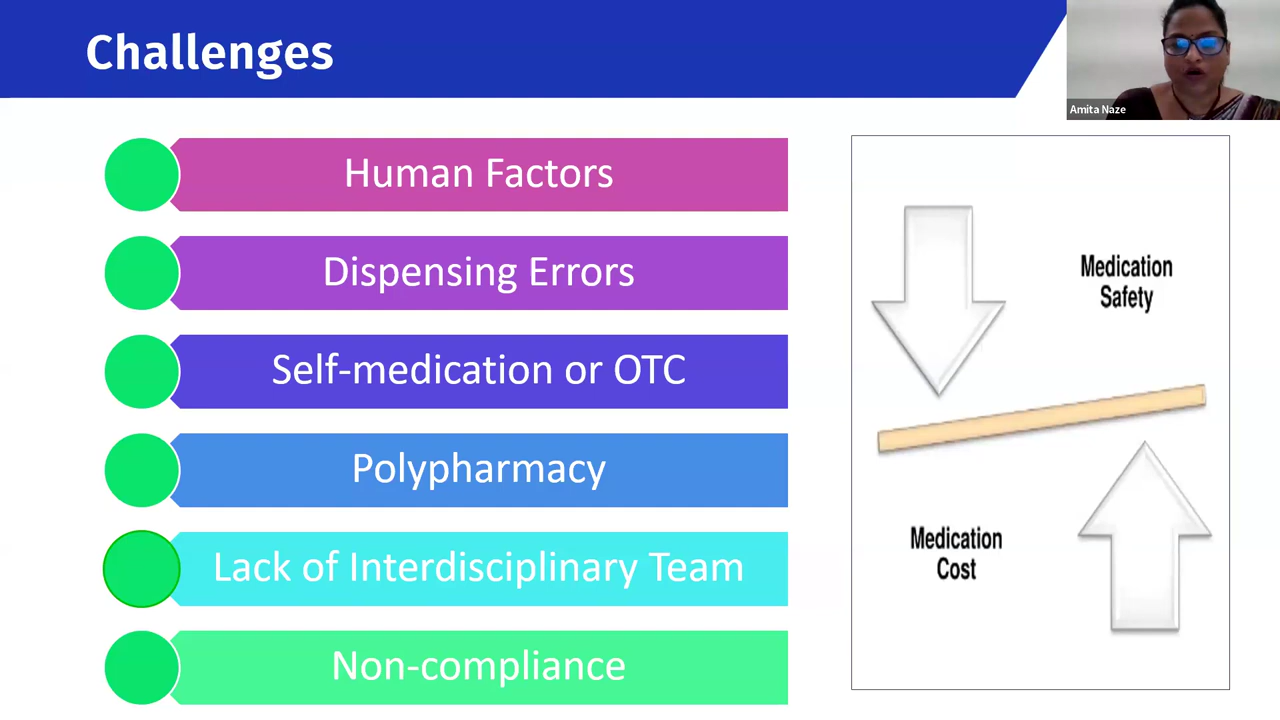 Challenges
Amita Naze
Human Factors
Dispensing Errors
Self-medication or OTC
Polypharmacy
Lack of Interdisciplinary Team
Non-compliance
Medication
Safety
Medication
Cost